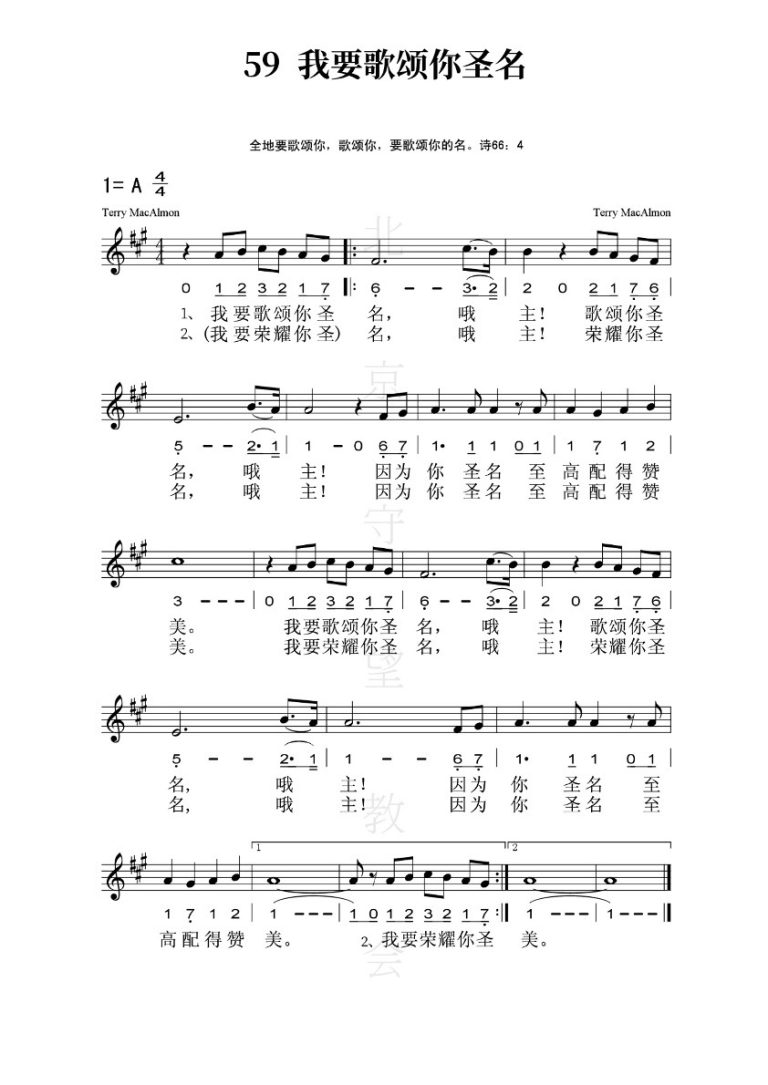 59 我要歌颂你圣名
全地要歌颂你，歌颂你，要歌颂你的名。诗66：4
1= A 4/4
Terry MacAlmon Terry MacAlmon
0 1 2 3 2 1 7 6 - - 3· 2 2 0 2 1 7 6
1、我要歌颂你圣 名， 哦 主！ 歌颂你圣
2、(我要荣耀你圣) 名， 哦 主！ 荣耀你圣
5 - - 2· 1 1 - 0 6 7 1· 1 1 0 1 1 7 1 2
名， 哦 主！ 因为 你 圣名 至 高配得赞
名， 哦 主！ 因为 你 圣名 至 高配得赞
3 - - - 0 1 2 3 2 1 7 6 - - 3· 2 2 0 2 1 7 6
美。 我要歌颂你圣 名， 哦 主！ 歌颂你圣
美。 我要荣耀你圣 名， 哦 主！ 荣耀你圣
5 - - 2· 1 1 - - 6 7 1· 1 1 0 1
名， 哦 主！ 因为 你 圣名 至
名， 哦 主！ 因为 你 圣名 至
1 2
1 7 1 2 1 - - - 1 0 1 2 3 2 1 7 1 - - - 1 - - -
高配得赞 美。 2、我要荣耀你圣 美。
北京守望教会